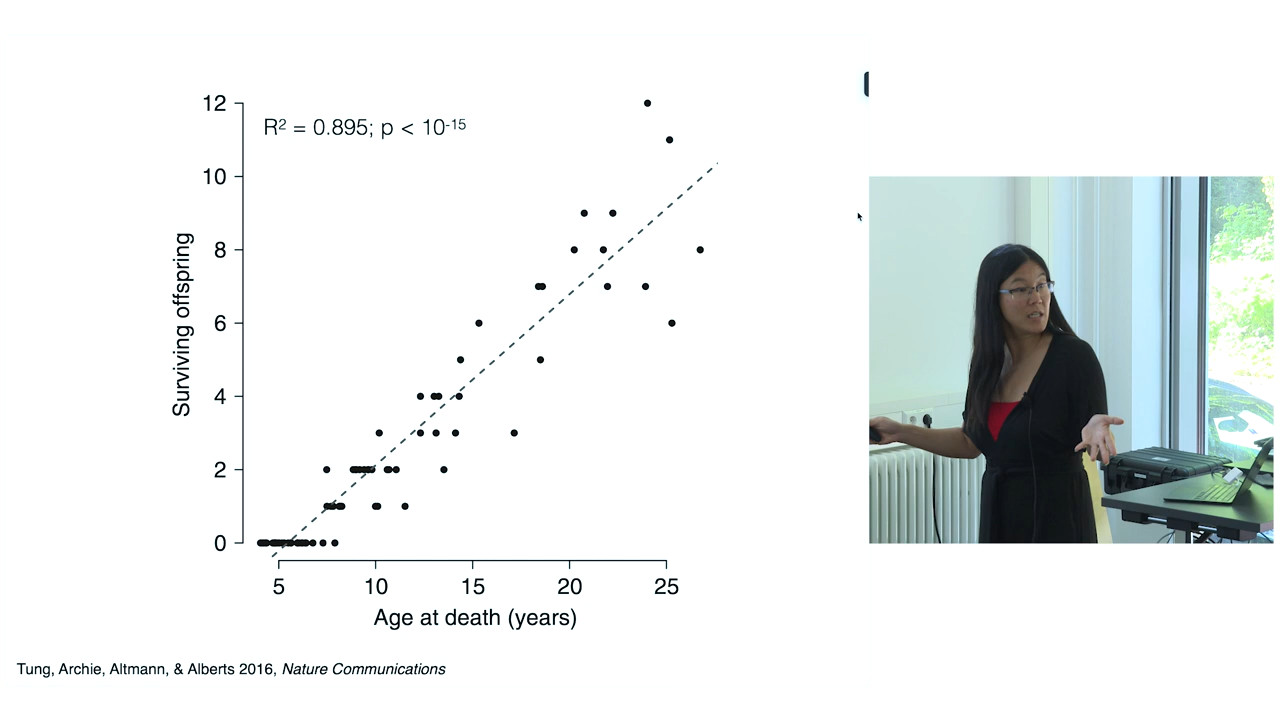 12
R² = 0.895; p < 10⁻¹⁵
10
8
6
4
2
0
Surviving offspring
5 10 15 20 25
Age at death (years)
Tung, Archie, Altmann, & Alberts 2016, Nature Communications